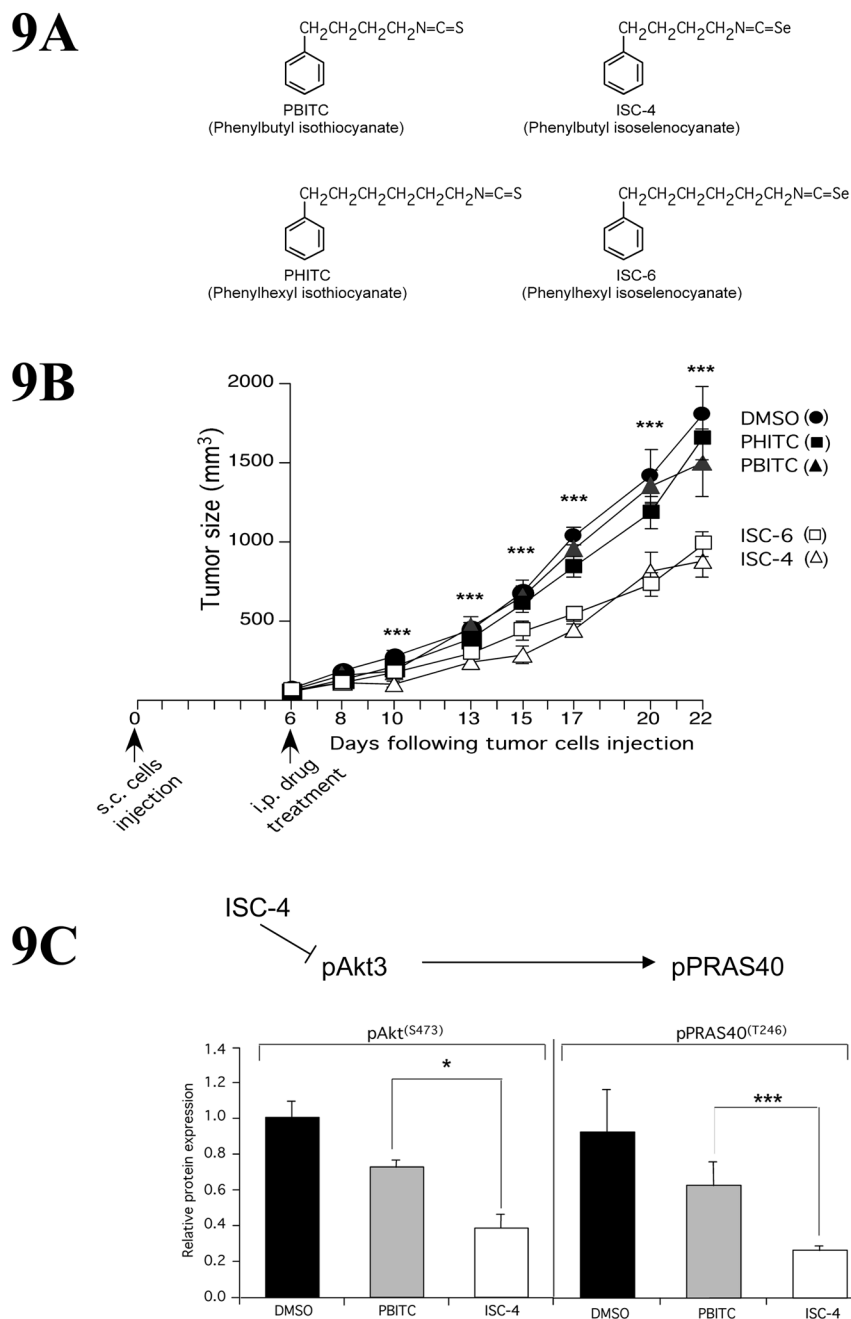 9A
CH2CH2CH2CH2N=C=S
PBITC
(Phenylbutyl isothiocyanate)
CH2CH2CH2CH2N=C=Se
ISC-4
(Phenylbutyl isoselenocyanate)
CH2CH2CH2CH2CH2CH2N=C=S
PHITC
(Phenylhexyl isothiocyanate)
CH2CH2CH2CH2CH2CH2N=C=Se
ISC-6
(Phenylhexyl isoselenocyanate)
9B
Tumor size (mm³)
2000
1500
1000
500
*** *** *** *** *** ***
DMSO (●)
PHITC (■)
PBITC (▲)
ISC-6 (□)
ISC-4 (△)
0 6 8 10 13 15 17 20 22
Days following tumor cells injection
s.c. cells
injection
i.p. drug
treatment
9C
ISC-4
pAkt3
pPRAS40
pAkt(S473)
pPRAS40(T246)
Relative protein expression
1.4
1.2
1.0
0.8
0.6
0.4
0.2
0.0
*
***
DMSO PBITC ISC-4 DMSO PBITC ISC-4